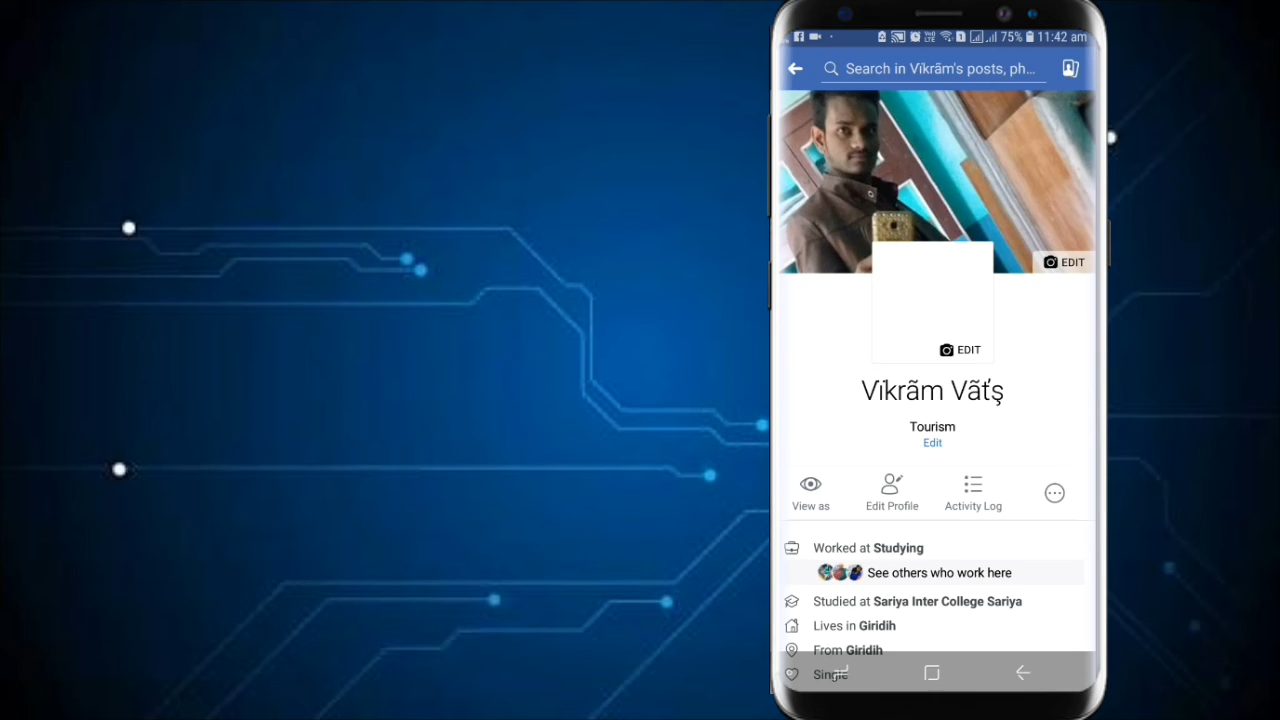 75% 11:42 am
Search in Vïkrãm's posts, ph...
EDIT
EDIT
Vïkrãm Vãťş
Tourism
Edit
View as Edit Profile Activity Log
Worked at Studying
See others who work here
Studied at Sariya Inter College Sariya
Lives in Giridih
From Giridih
Single